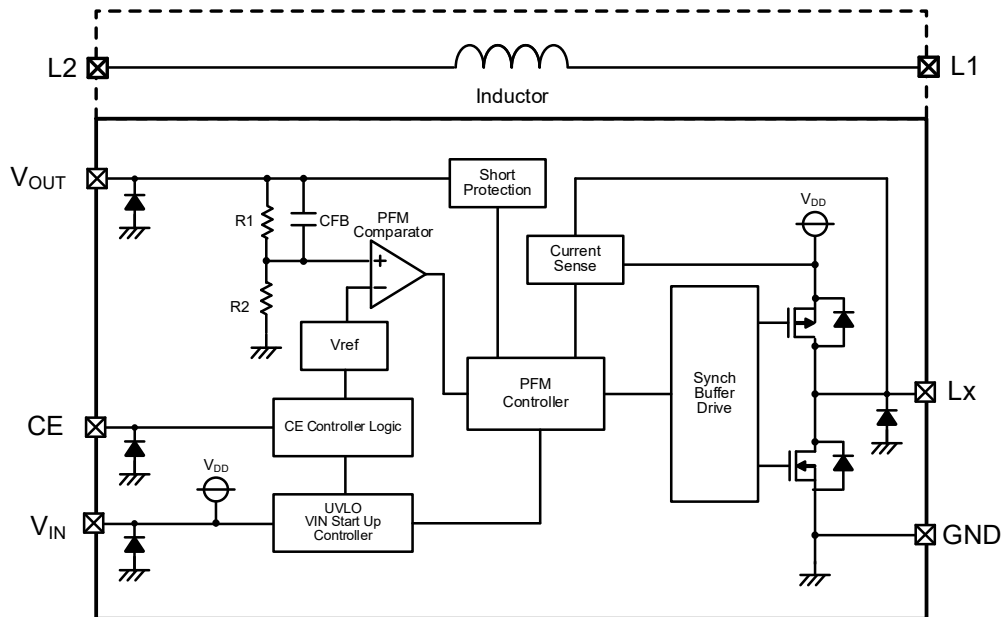 L2
L1
Inductor
VOUT
Short
Protection
R1
CFB
PFM
Comparator
VDD
Current
Sense
+
−
R2
Vref
PFM
Controller
Synch
Buffer
Drive
Lx
CE
CE Controller Logic
VDD
VIN
UVLO
VIN Start Up
Controller
GND